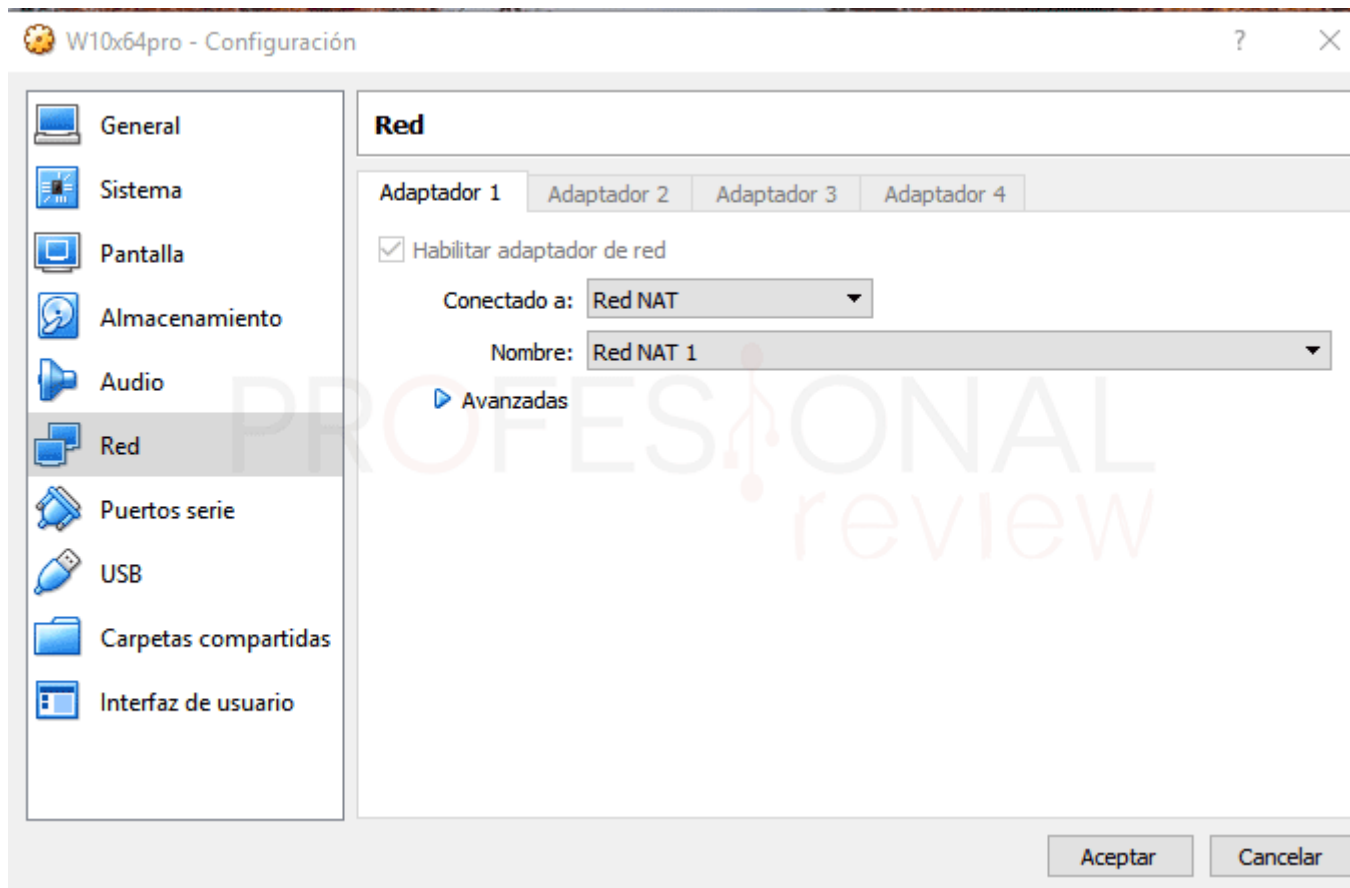 W10x64pro - Configuración
?
General
Sistema
Pantalla
Almacenamiento
Audio
Red
Puertos serie
USB
Carpetas compartidas
Interfaz de usuario
Red
Adaptador 1 Adaptador 2 Adaptador 3 Adaptador 4
Habilitar adaptador de red
Conectado a: Red NAT
Nombre: Red NAT 1
Avanzadas
PROFESIONAL
review
Aceptar Cancelar